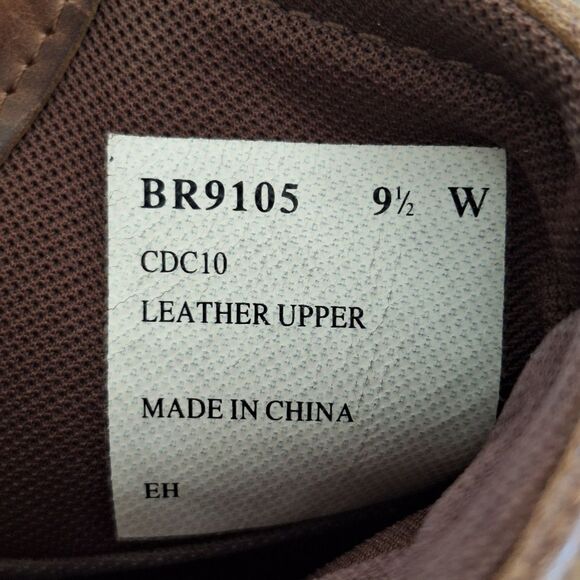 BR9105 9½ W
CDC10
LEATHER UPPER
MADE IN CHINA
EH